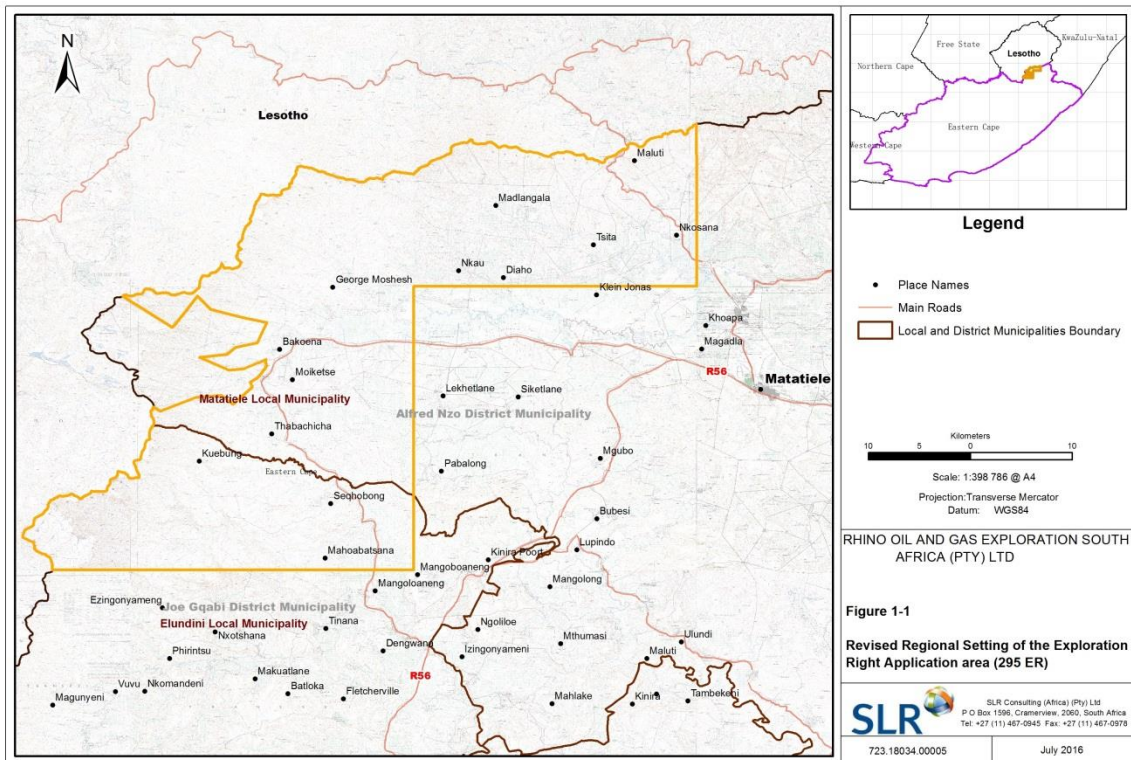 N
Lesotho
Maluti
Madlangala
Nkosana
Tsita
Nkau
Diaho
George Moshesh
Klein Jonas
Khoapa
Bakoena
Magadla
R56
Moiketse
Matatiele
Lekhetlane
Siketlane
Matatiele Local Municipality
Alfred Nzo District Municipality
Thabachicha
Kuebung
Mgubo
Eastern Cape
Pabalong
Seqhobong
Bubesi
Lupindo
Mahoabatsana
Kinira Poort
Mangoboaneng
Mangoloaneng
Mangolong
Ezingonyameng
Joe Gqabi District Municipality
Elundini Local Municipality
Nxotshana
Tinana
Ngoliloe
Mthumasi
Ulundi
Phirintsu
Dengwana
Izingonyameni
Maluti
R56
Makuatlane
Vuvu
Nkomandeni
Batloka
Fletcherville
Magunyeni
Mahlake
Kinira
Tambekeni
Free State
Lesotho
KwaZulu-Natal
Northern Cape
Eastern Cape
Western Cape
Legend
Place Names
Main Roads
Local and District Municipalities Boundary
Kilometers
10 5 0 10
Scale: 1:398 786 @ A4
Projection:Transverse Mercator
Datum: WGS84
RHINO OIL AND GAS EXPLORATION SOUTH
AFRICA (PTY) LTD
Figure 1-1
Revised Regional Setting of the Exploration
Right Application area (295 ER)
SLR
SLR Consulting (Africa) (Pty) Ltd
P O Box 1596, Cramerview, 2060, South Africa
Tel: +27 (11) 467-0945 Fax: +27 (11) 467-0978
723.18034.00005
July 2016